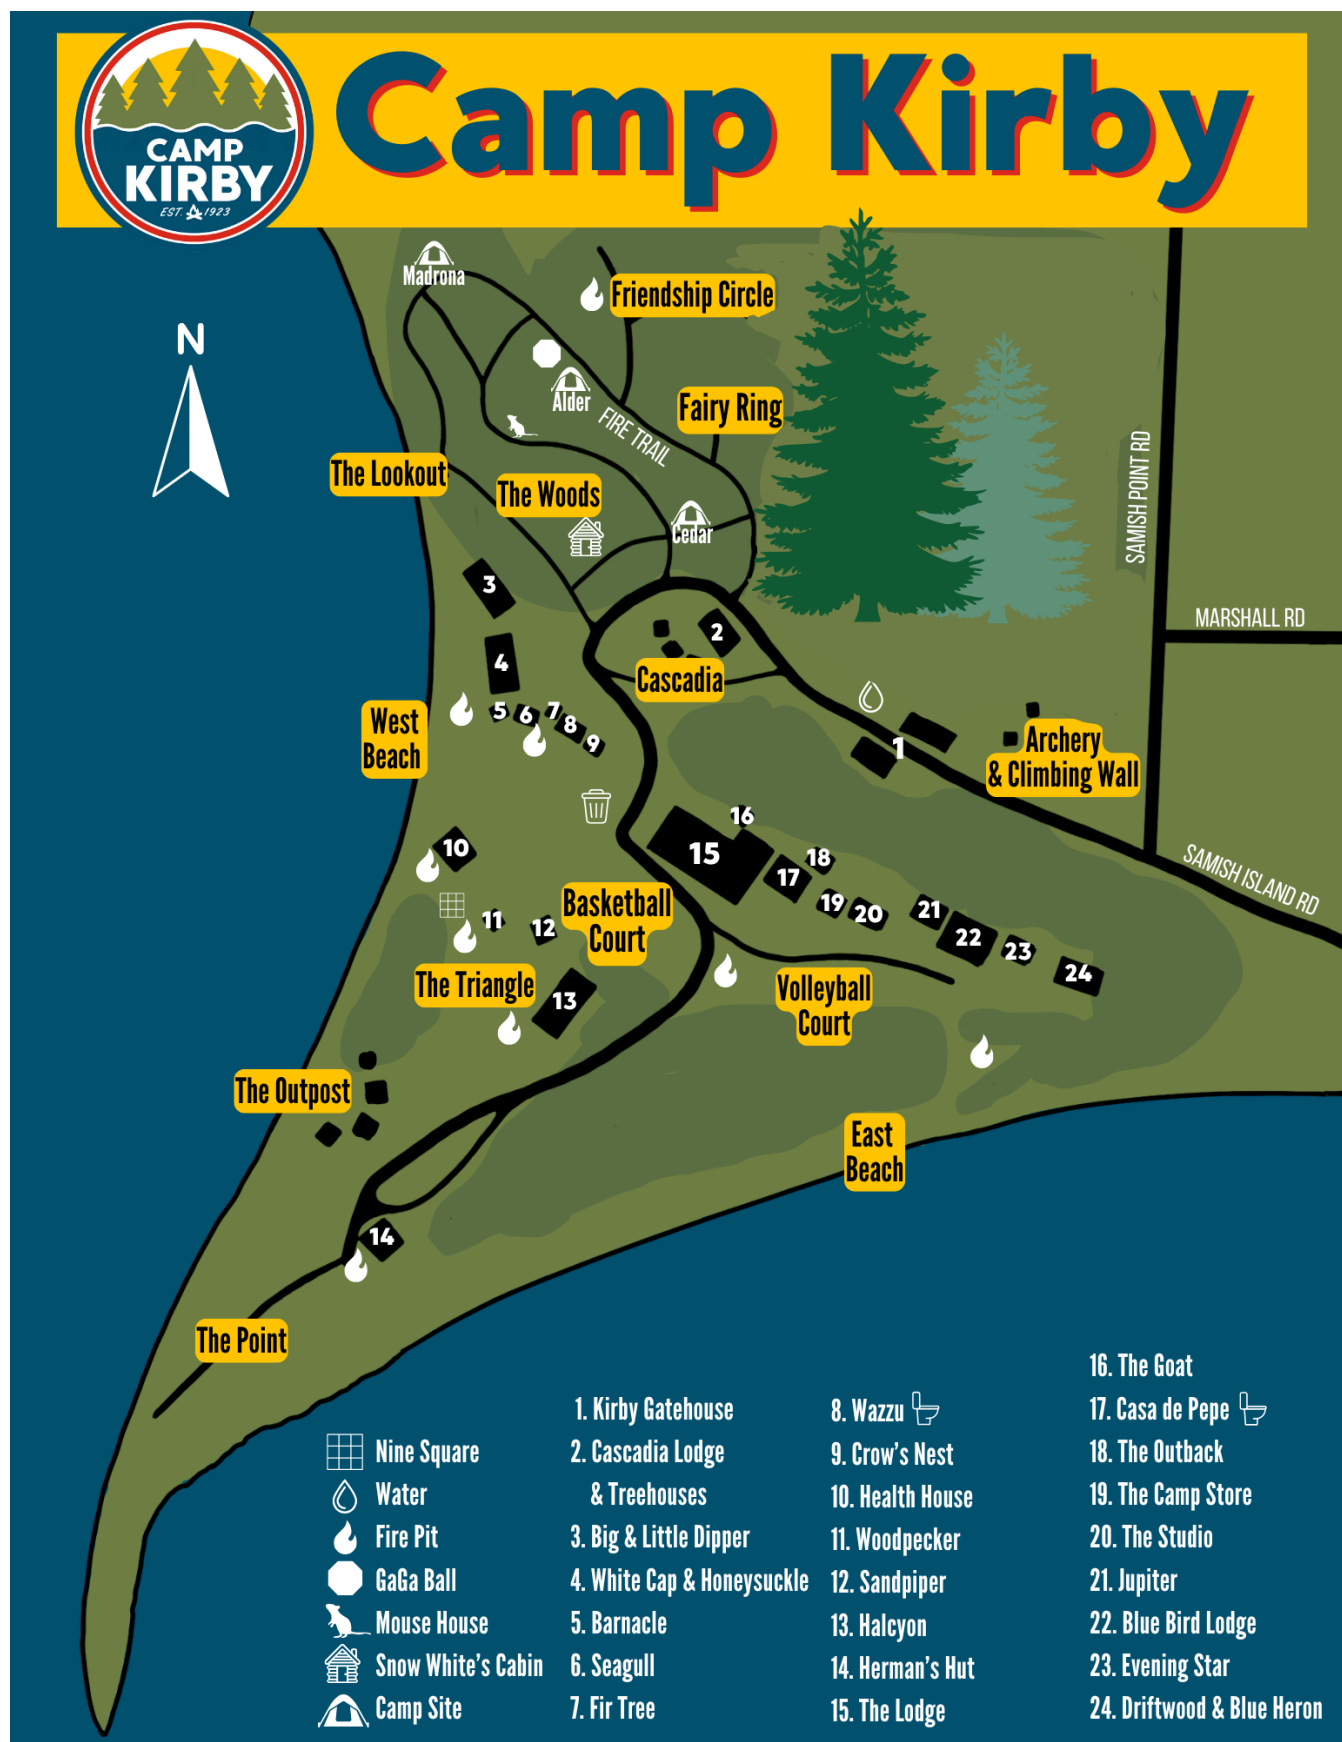 Camp Kirby
CAMP
KIRBY
EST. 1923
N
Madrona
Friendship Circle
Alder
FIRE TRAIL
Fairy Ring
The Lookout
The Woods
Cedar
SAMISH POINT RD
MARSHALL RD
3
2
4
Cascadia
5
6
7
8
9
West
Beach
1
Archery
& Climbing Wall
16
15
17
18
10
SAMISH ISLAND RD
Basketball
Court
11
12
19
20
21
22
23
24
The Triangle
13
Volleyball
Court
The Outpost
East
Beach
14
The Point
Nine Square
Water
Fire Pit
GaGa Ball
Mouse House
Snow White's Cabin
Camp Site
1. Kirby Gatehouse
2. Cascadia Lodge
& Treehouses
3. Big & Little Dipper
4. White Cap & Honeysuckle
5. Barnacle
6. Seagull
7. Fir Tree
8. Wazzu
9. Crow's Nest
10. Health House
11. Woodpecker
12. Sandpiper
13. Halcyon
14. Herman's Hut
15. The Lodge
16. The Goat
17. Casa de Pepe
18. The Outback
19. The Camp Store
20. The Studio
21. Jupiter
22. Blue Bird Lodge
23. Evening Star
24. Driftwood & Blue Heron